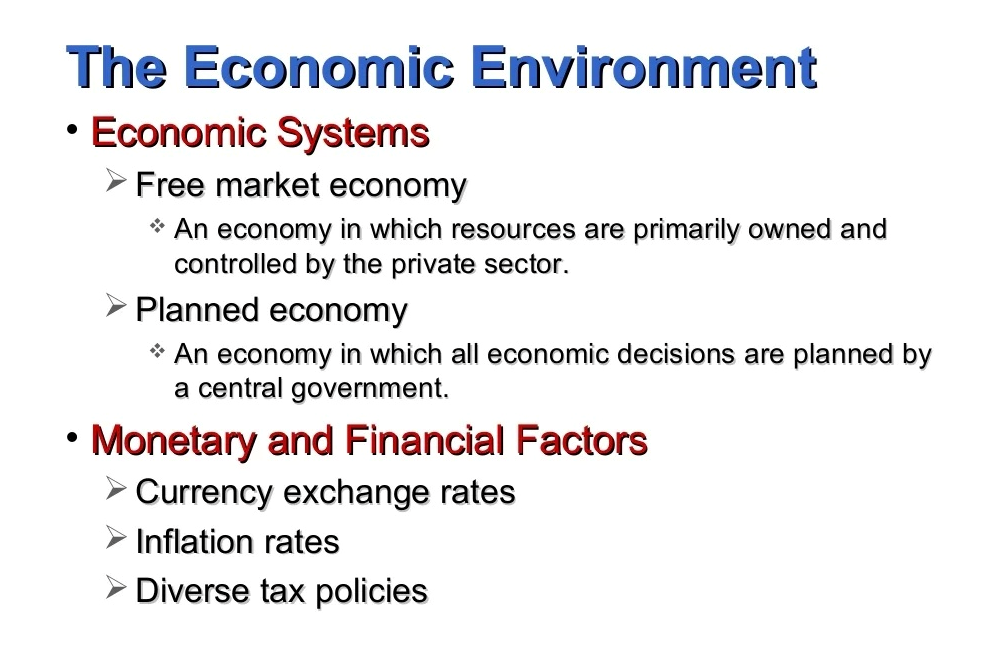 The Economic Environment
• Economic Systems
➢ Free market economy
❖ An economy in which resources are primarily owned and
controlled by the private sector.
➢ Planned economy
❖ An economy in which all economic decisions are planned by
a central government.
• Monetary and Financial Factors
➢ Currency exchange rates
➢ Inflation rates
➢ Diverse tax policies